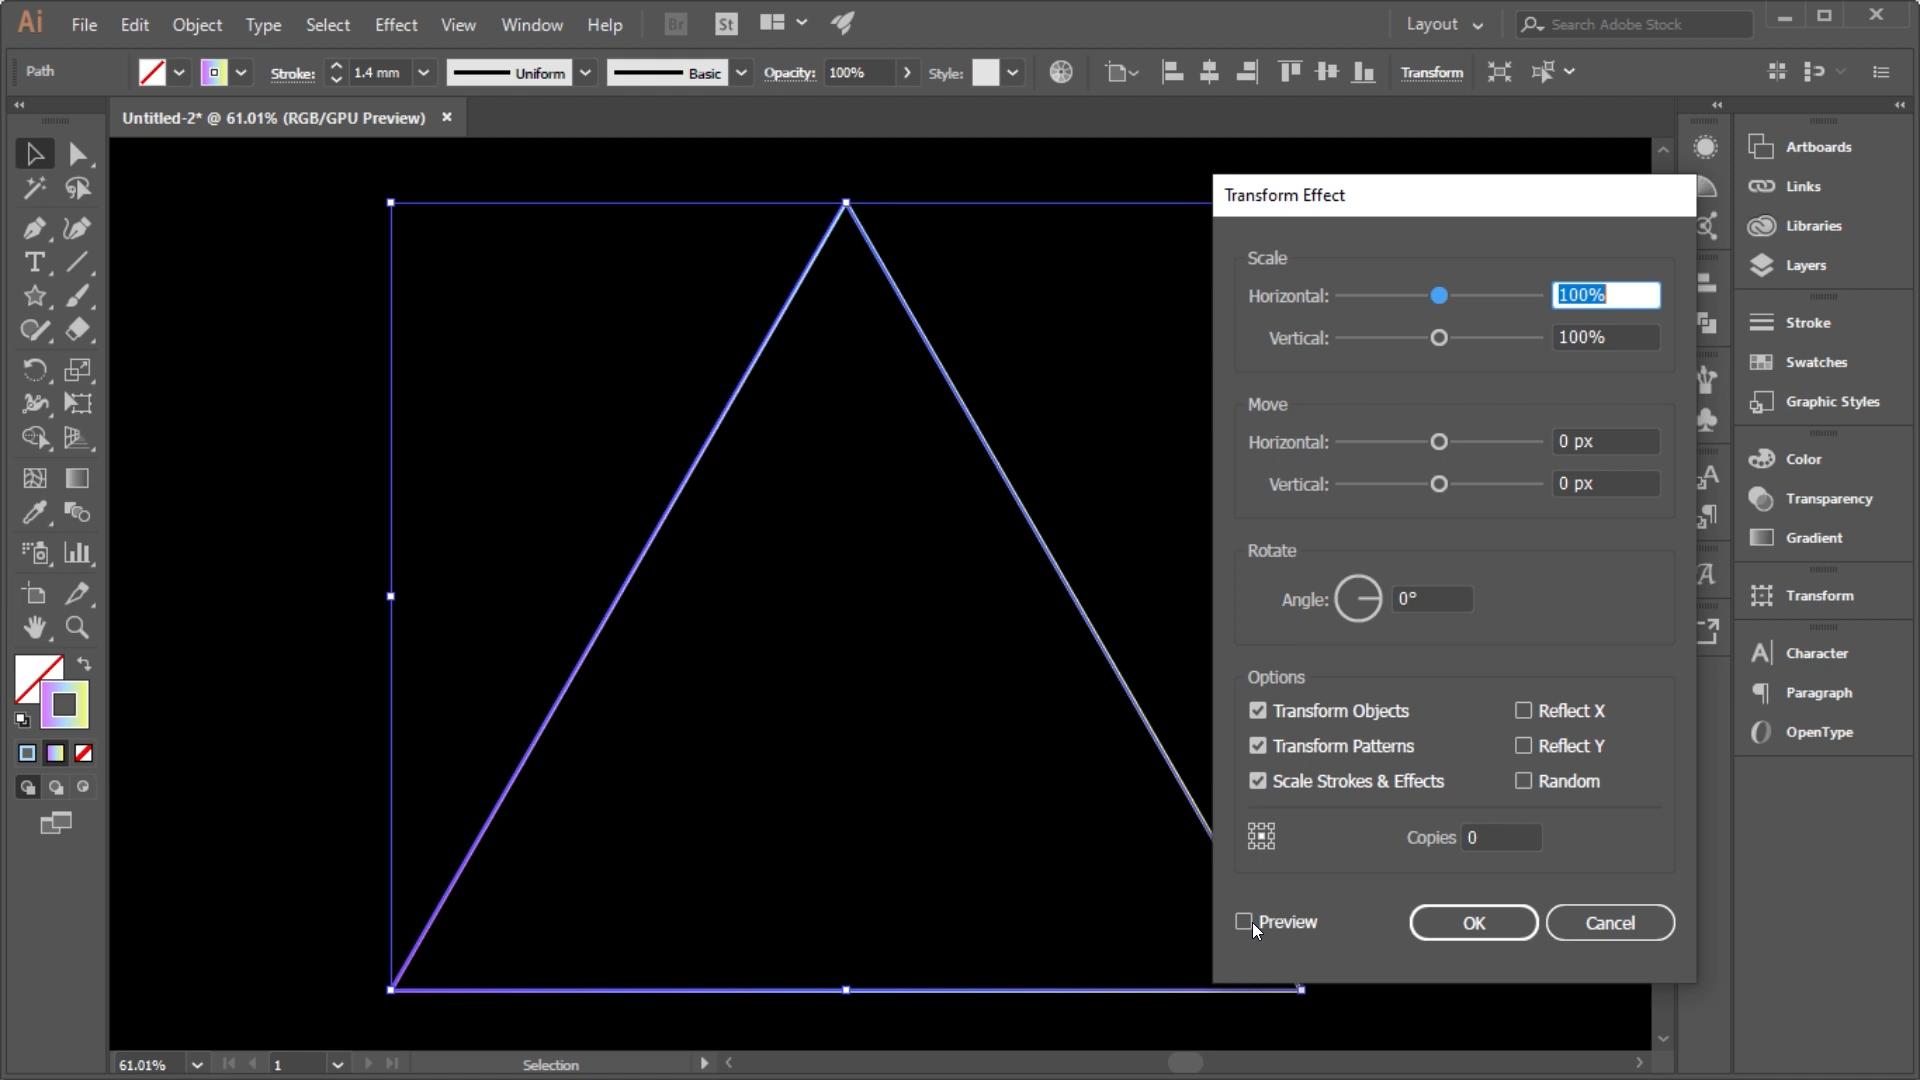 Ai File Edit Object Type Select Effect View Window Help Br St Layout Search Adobe Stock
Path Stroke: 1.4 mm Uniform Basic Opacity: 100% Style: Transform
Untitled-2* @ 61.01% (RGB/GPU Preview)
Transform Effect
Scale
Horizontal: 100%
Vertical: 100%
Move
Horizontal: 0 px
Vertical: 0 px
Rotate
Angle: 0°
Options
Transform Objects Reflect X
Transform Patterns Reflect Y
Scale Strokes & Effects Random
Copies 0
Preview OK Cancel
Artboards
Links
Libraries
Layers
Stroke
Swatches
Graphic Styles
Color
Transparency
Gradient
Transform
Character
Paragraph
OpenType
61.01% 1 Selection